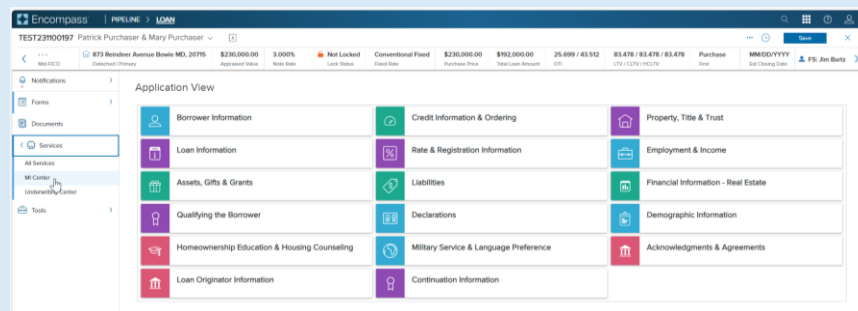 Encompass | PIPELINE > LOAN
TEST231100197 Patrick Purchaser & Mary Purchaser
Save
--- 873 Reindeer Avenue Bowie MD, 20715 $230,000.00 3.000% Not Locked Conventional Fixed $230,000.00 $192,000.00 25.699 / 43.512 83.478 / 83.478 / 83.478 Purchase MM/DD/YYYY FS: Jim Bartz
Mid-FICO Detached | Primary Appraised Value Note Rate Lock Status Fixed Rate Purchase Price Total Loan Amount DTI LTV / CLTV / HCLTV First Est Closing Date
Notifications
Forms
Documents
Services
All Services
MI Center
Underwriting Center
Tools
Application View
Borrower Information
Credit Information & Ordering
Property, Title & Trust
Loan Information
Rate & Registration Information
Employment & Income
Assets, Gifts & Grants
Liabilities
Financial Information - Real Estate
Qualifying the Borrower
Declarations
Demographic Information
Homeownership Education & Housing Counseling
Military Service & Language Preference
Acknowledgments & Agreements
Loan Originator Information
Continuation Information